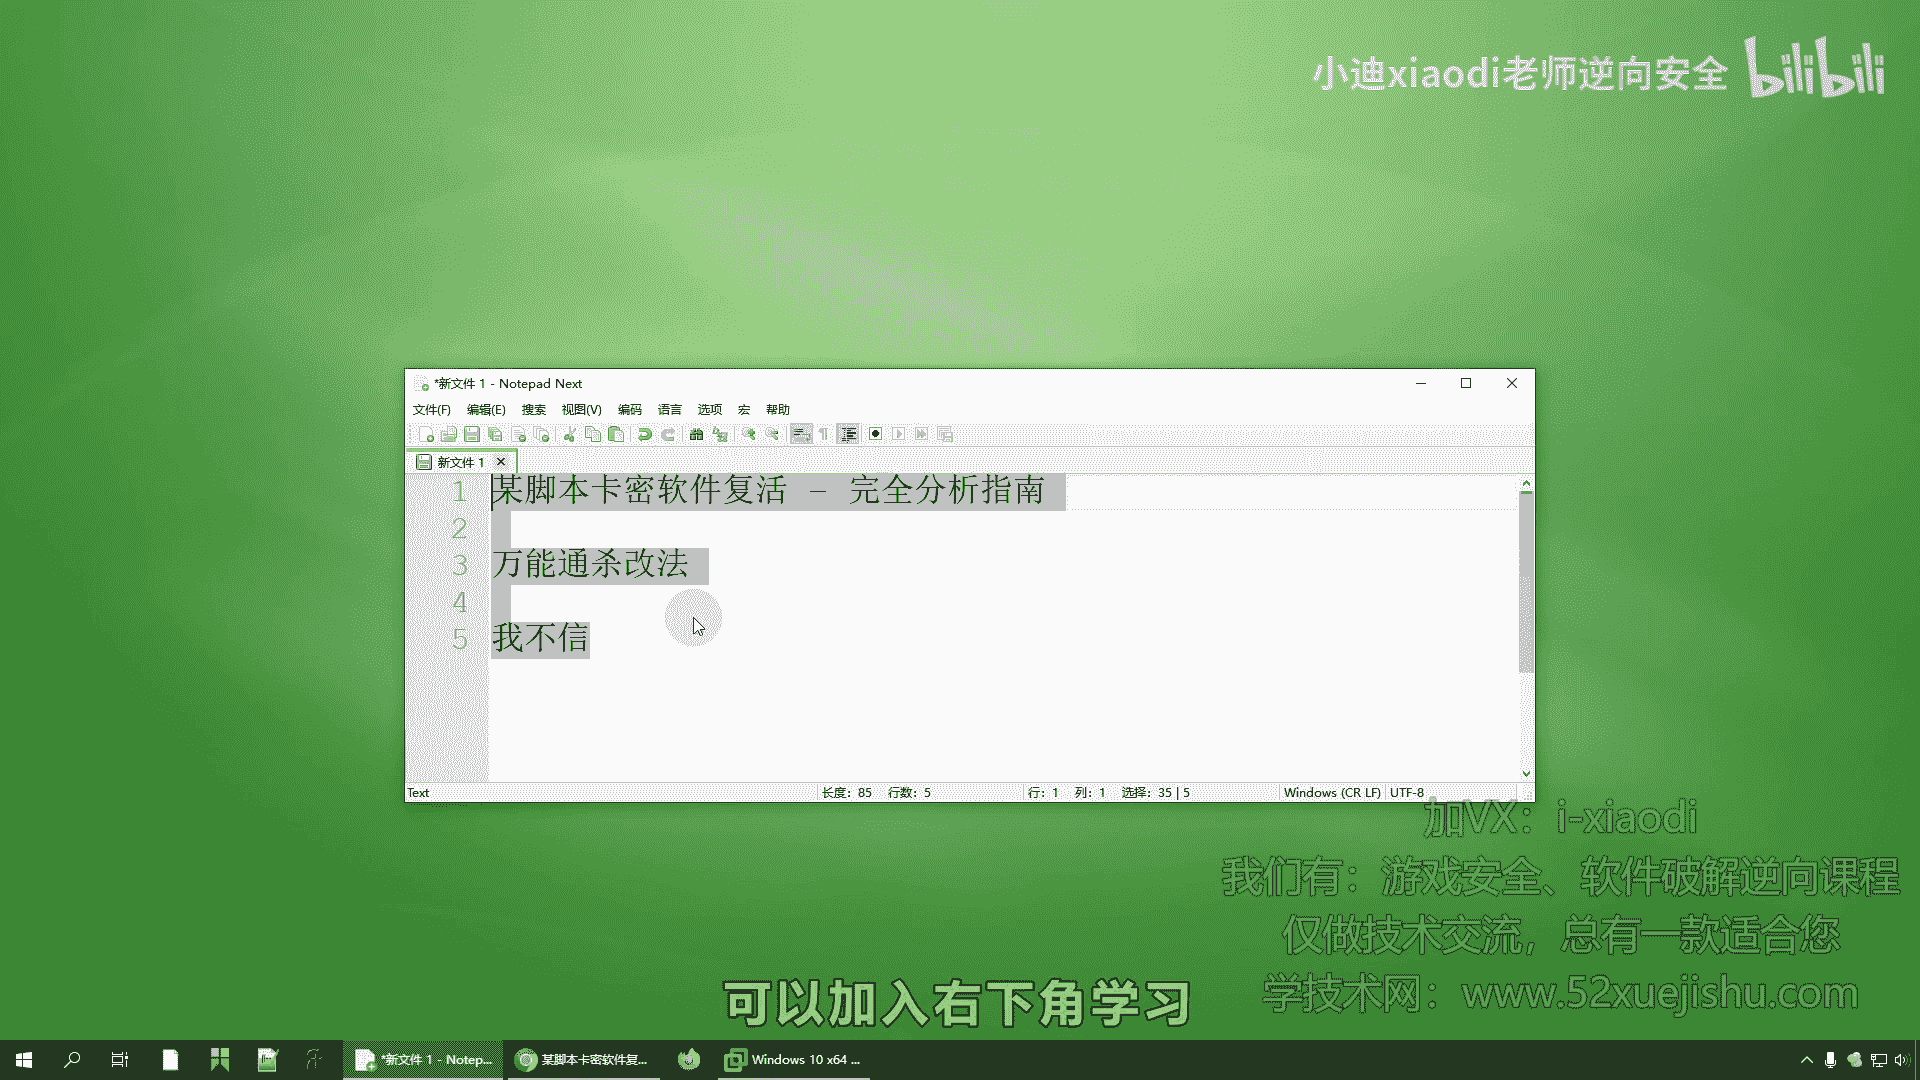 小迪xiaodi老师逆向安全 bilibili
*新文件 1 - Notepad Next
文件(F) 编辑(E) 搜索 视图(V) 编码 语言 选项 宏 帮助
新文件 1
1 某脚本卡密软件复活 - 完全分析指南
2
3 万能通杀改法
4
5 我不信
Text 长度: 85 行数: 5 行: 1 列: 1 选择: 35 | 5 Windows (CR LF) UTF-8
加VX: i-xiaodi
我们有: 游戏安全、软件破解逆向课程
仅做技术交流，总有一款适合您
学技术网: www.52xuejishu.com
可以加入右下角学习
*新文件 1 - Notep... 某脚本卡密软件复... Windows 10 x64 ...